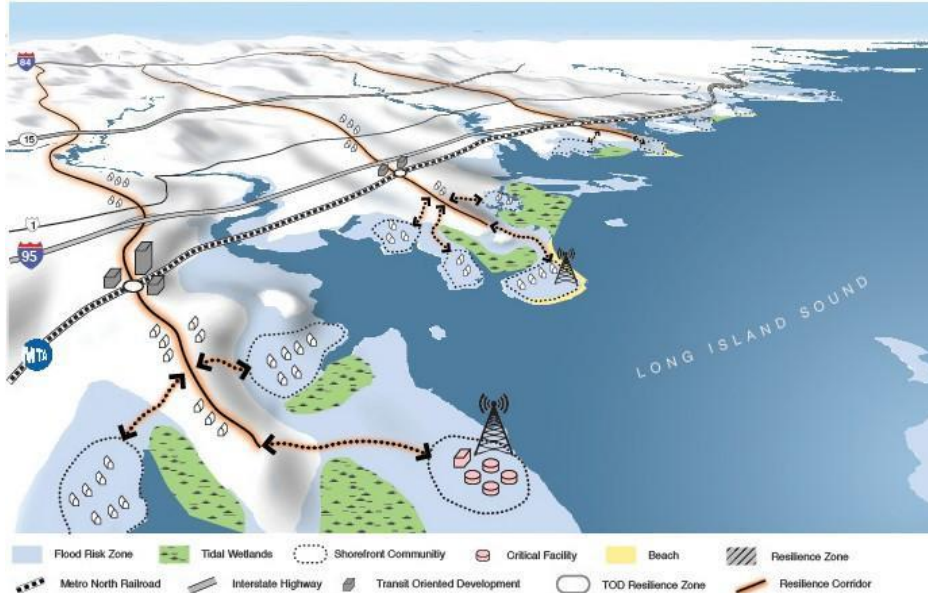 84
15
1
95
MTA
LONG ISLAND SOUND
Flood Risk Zone
Tidal Wetlands
Shorefront Communitiy
Critical Facility
Beach
Resilience Zone
Metro North Railroad
Interstate Highway
Transit Oriented Development
TOD Resilience Zone
Resilience Corridor